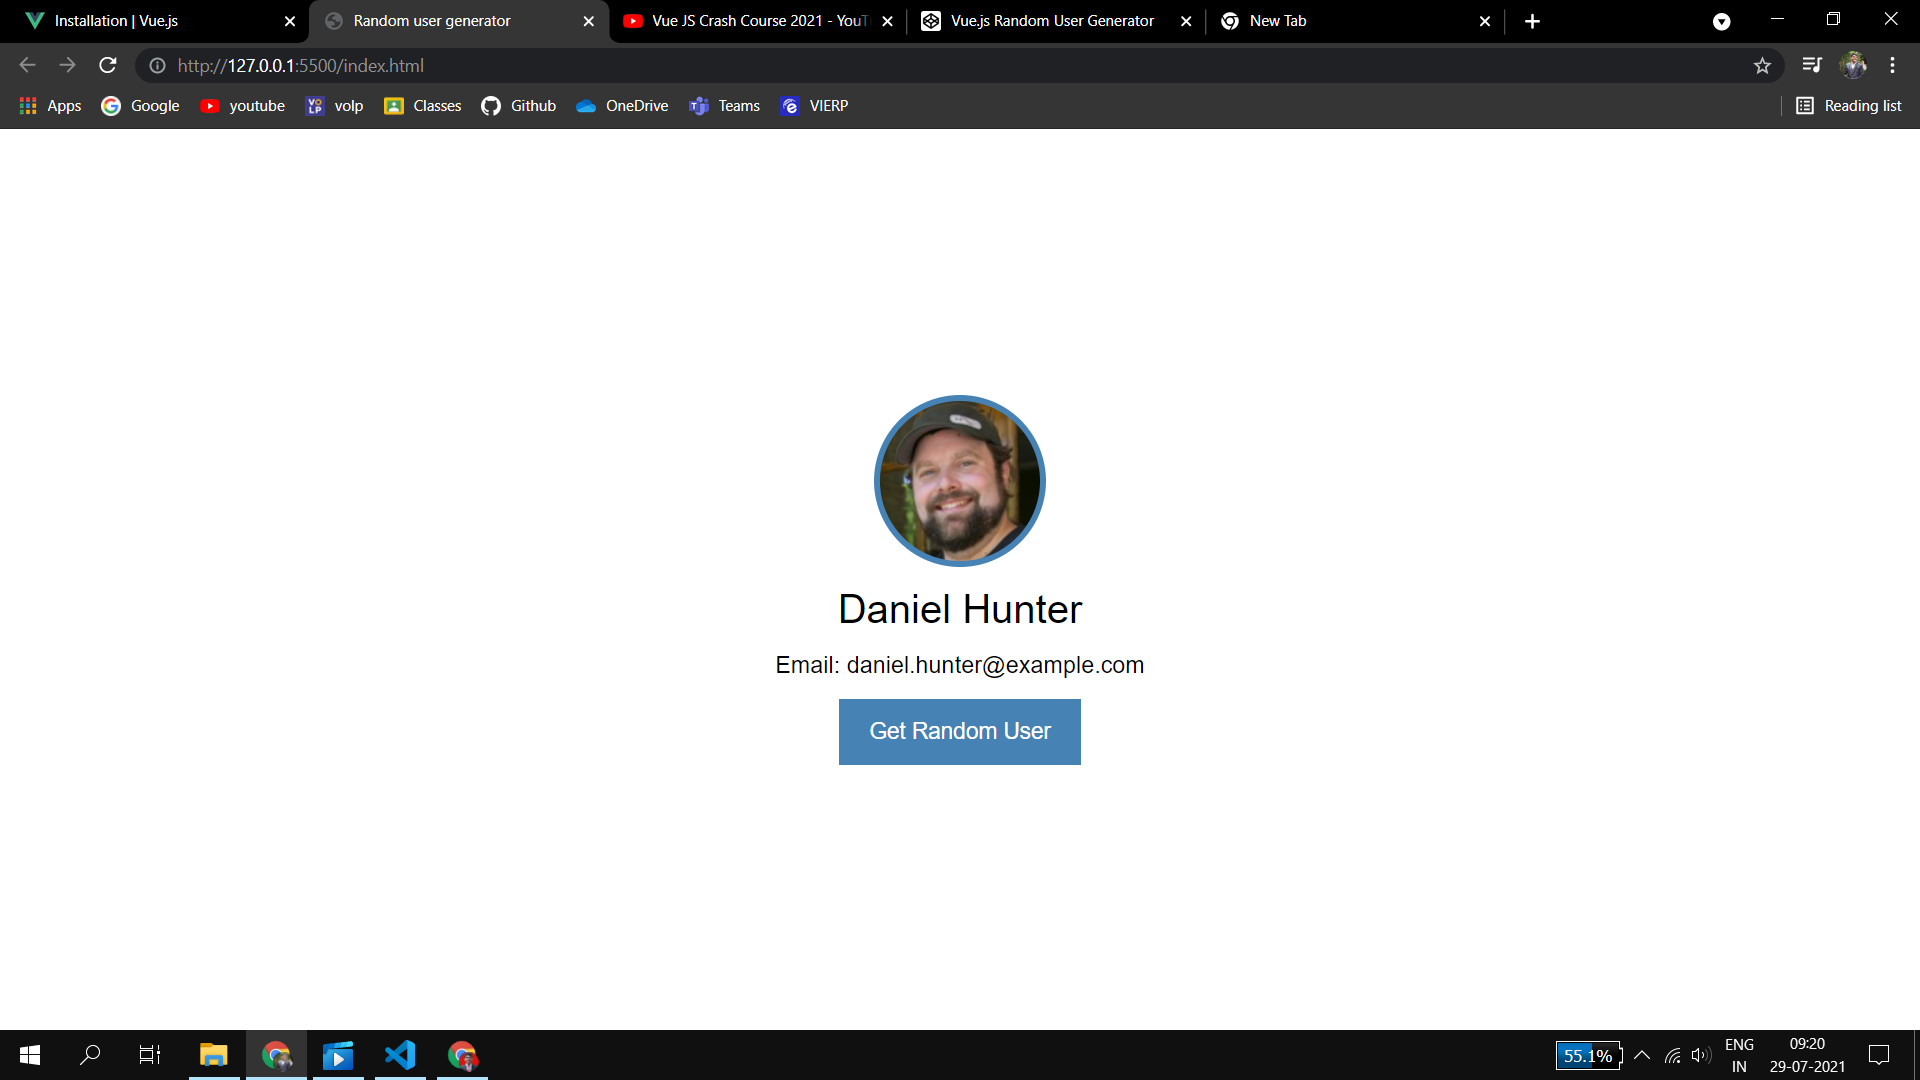 Installation | Vue.js
Random user generator
Vue JS Crash Course 2021 - YouT
Vue.js Random User Generator
New Tab
http://127.0.0.1:5500/index.html
Apps
Google
youtube
VOLP
volp
Classes
Github
OneDrive
Teams
VIERP
Reading list
Daniel Hunter
Email: daniel.hunter@example.com
Get Random User
55.1%
ENG
IN
09:20
29-07-2021